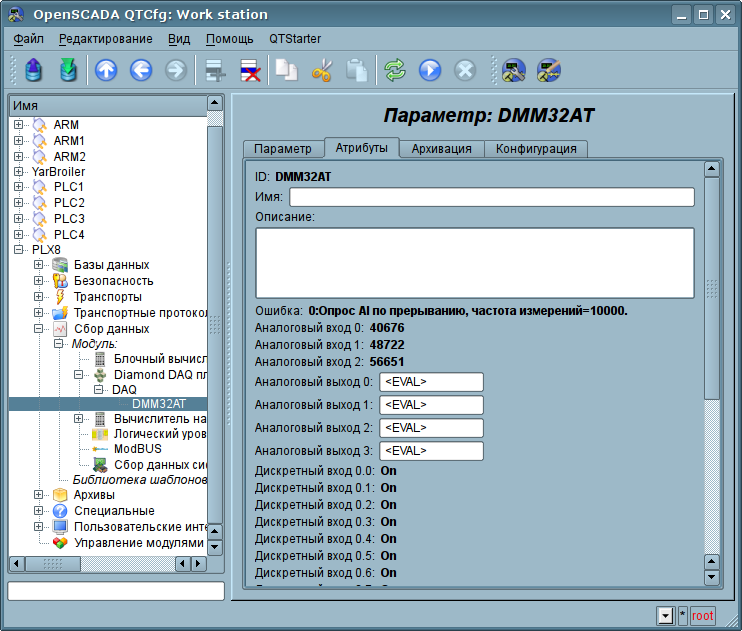 OpenSCADA QTCfg: Work station
Файл Редактирование Вид Помощь QTStarter
Имя
ARM
ARM1
ARM2
YarBroiler
PLC1
PLC2
PLC3
PLC4
PLX8
Базы данных
Безопасность
Транспорты
Транспортные протокол
Сбор данных
Модуль:
Блочный вычисл
Diamond DAQ пл
DAQ
DMM32AT
Вычислитель на
Логический уров
ModBUS
Сбор данных сис
Библиотека шаблонов
Архивы
Специальные
Пользовательские инте
Управление модулями
Параметр: DMM32AT
Параметр Атрибуты Архивация Конфигурация
ID: DMM32AT
Имя:
Описание:
Ошибка: 0:Опрос AI по прерыванию, частота измерений=10000.
Аналоговый вход 0: 40676
Аналоговый вход 1: 48722
Аналоговый вход 2: 56651
Аналоговый выход 0: <EVAL>
Аналоговый выход 1: <EVAL>
Аналоговый выход 2: <EVAL>
Аналоговый выход 3: <EVAL>
Дискретный вход 0.0: On
Дискретный вход 0.1: On
Дискретный вход 0.2: On
Дискретный вход 0.3: On
Дискретный вход 0.4: On
Дискретный вход 0.5: On
Дискретный вход 0.6: On
* root